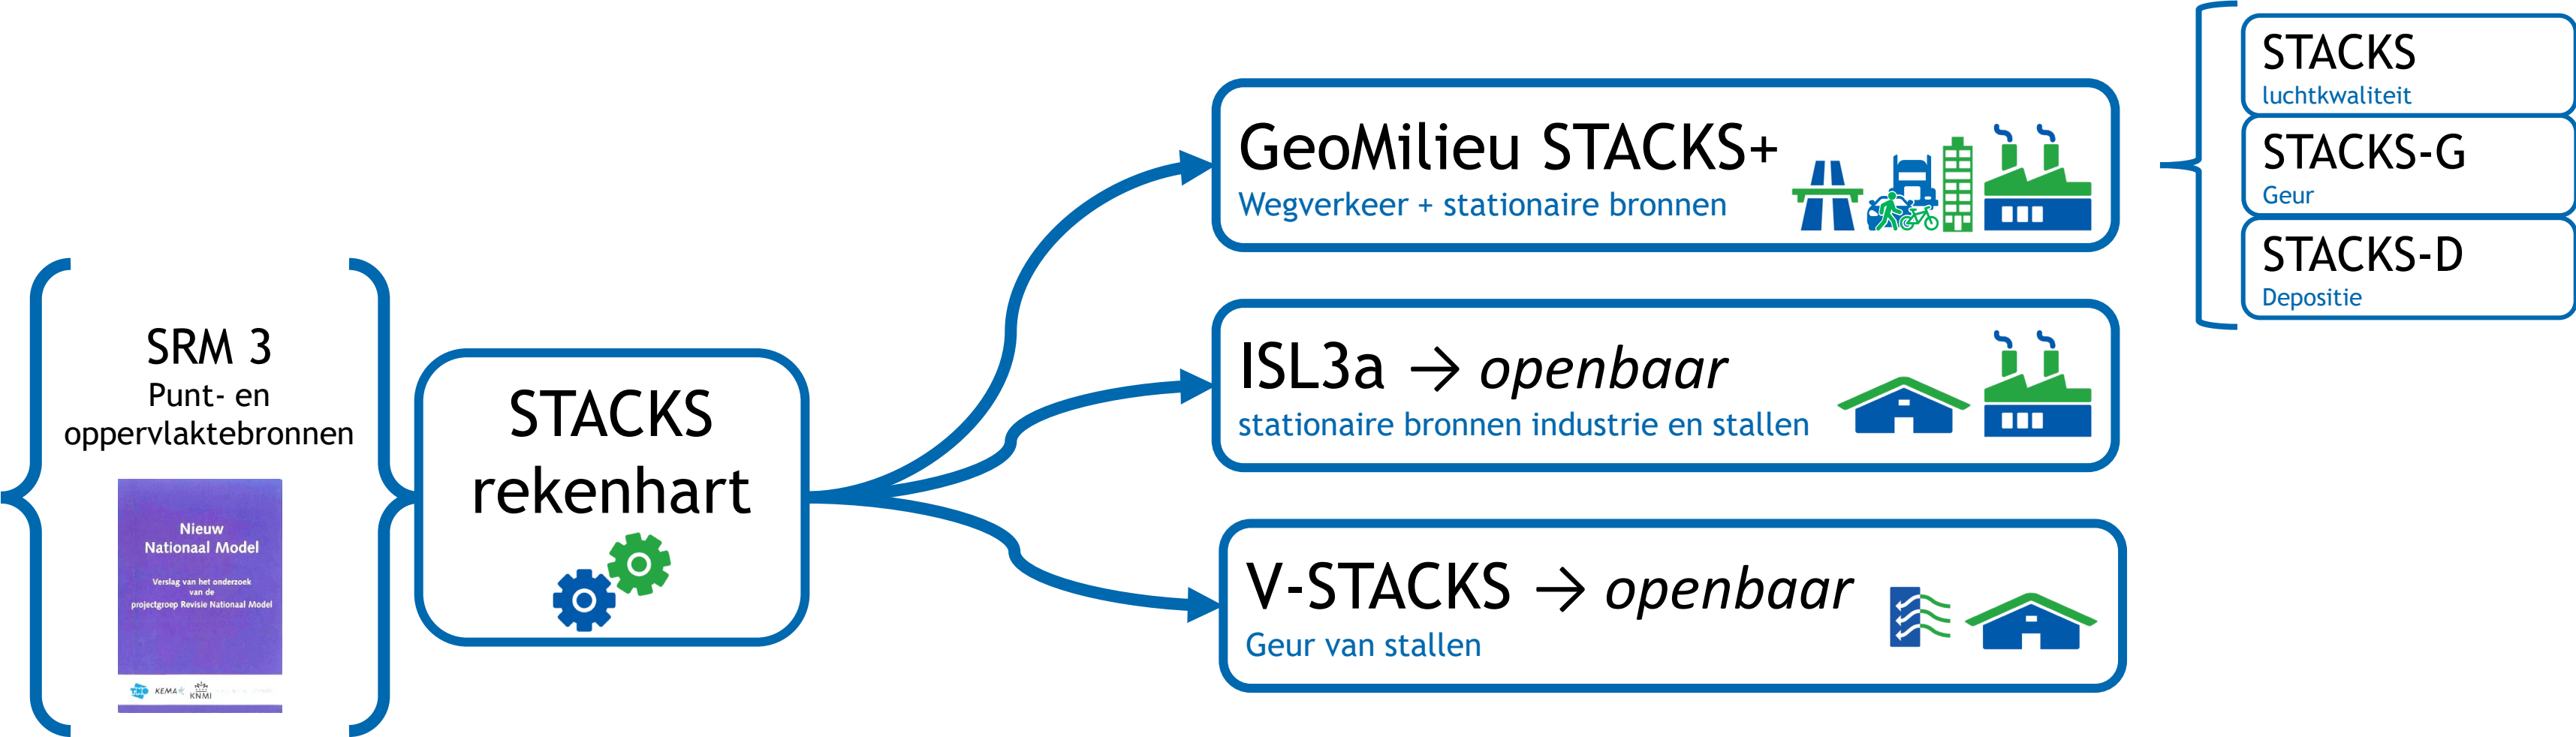 SRM 3
Punt- en
oppervlaktebronnen
Nieuw
Nationaal Model
Verslag van het onderzoek
van de
projectgroep Revisie Nationaal Model
TNO KEMA KNMI
STACKS
rekenhart
GeoMilieu STACKS+
Wegverkeer + stationaire bronnen
ISL3a → openbaar
stationaire bronnen industrie en stallen
V-STACKS → openbaar
Geur van stallen
STACKS
luchtkwaliteit
STACKS-G
Geur
STACKS-D
Depositie